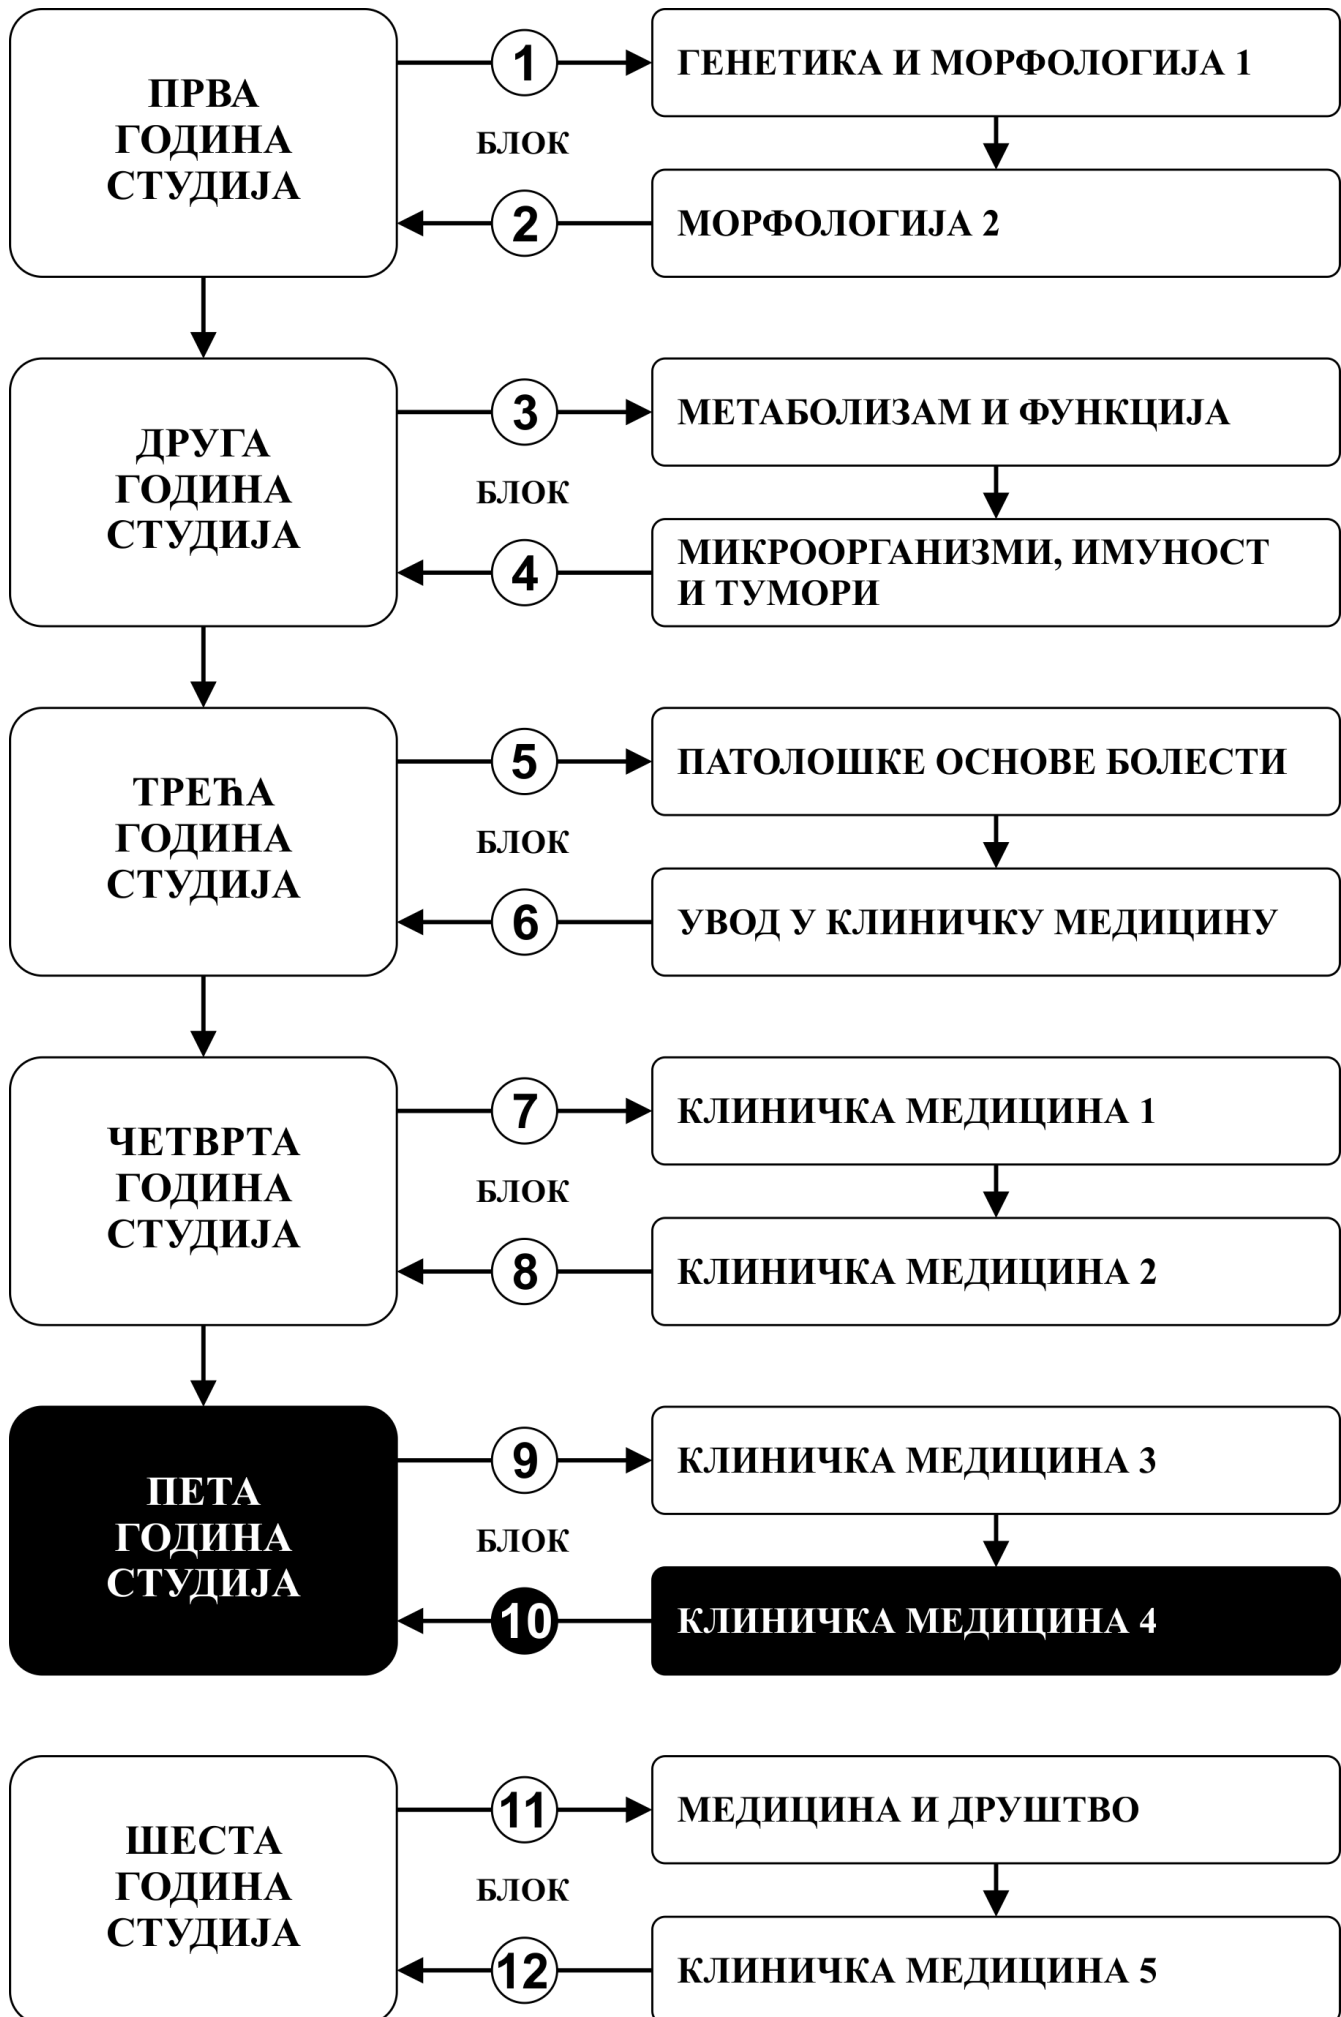 ПРВА
ГОДИНА
СТУДИЈА
1
БЛОК
2
ГЕНЕТИКА И МОРФОЛОГИЈА 1
МОРФОЛОГИЈА 2
ДРУГА
ГОДИНА
СТУДИЈА
3
БЛОК
4
МЕТАБОЛИЗАМ И ФУНКЦИЈА
МИКРООРГАНИЗМИ, ИМУНОСТ
И ТУМОРИ
ТРЕЋА
ГОДИНА
СТУДИЈА
5
БЛОК
6
ПАТОЛОШКЕ ОСНОВЕ БОЛЕСТИ
УВОД У КЛИНИЧКУ МЕДИЦИНУ
ЧЕТВРТА
ГОДИНА
СТУДИЈА
7
БЛОК
8
КЛИНИЧКА МЕДИЦИНА 1
КЛИНИЧКА МЕДИЦИНА 2
ПЕТА
ГОДИНА
СТУДИЈА
9
БЛОК
10
КЛИНИЧКА МЕДИЦИНА 3
КЛИНИЧКА МЕДИЦИНА 4
ШЕСТА
ГОДИНА
СТУДИЈА
11
БЛОК
12
МЕДИЦИНА И ДРУШТВО
КЛИНИЧКА МЕДИЦИНА 5